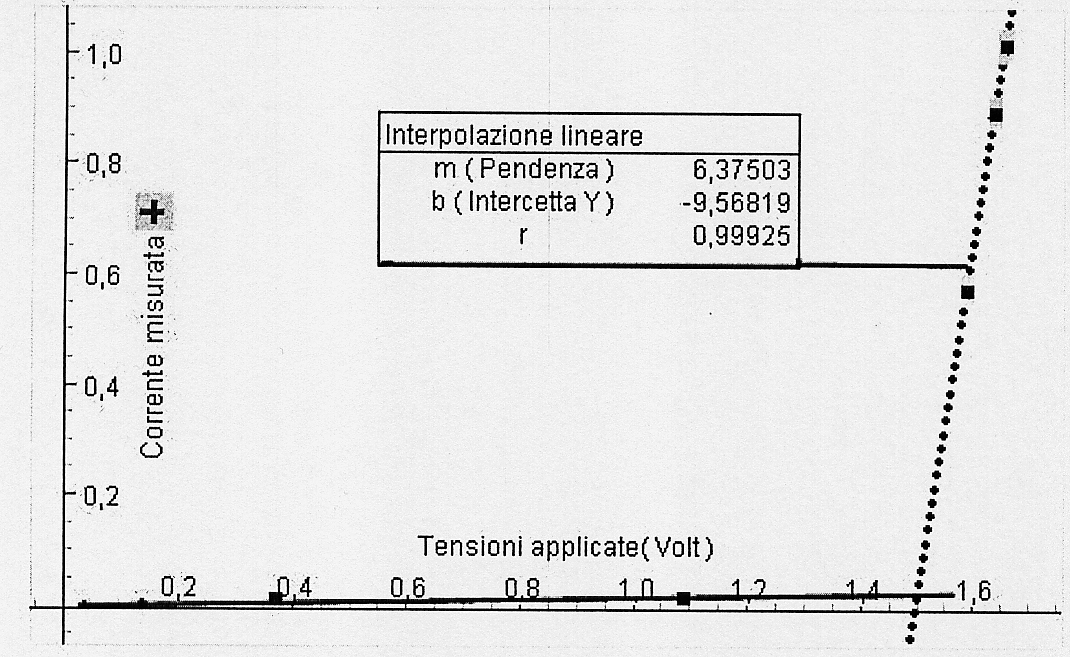 1,0
Interpolazione lineare
m ( Pendenza ) 6,37503
b ( Intercetta Y ) -9,56819
r 0,99925
0,8
Corrente misurata
0,6
0,4
0,2
Tensioni applicate( Volt )
0,2 0,4 0,6 0,8 1,0 1,2 1,4 1,6